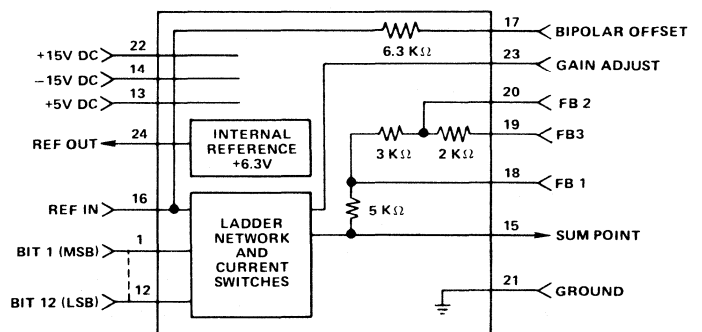 17 BIPOLAR OFFSET
6.3 KΩ
+15V DC 22
23 GAIN ADJUST
−15V DC 14
+5V DC 13
20 FB 2
REF OUT 24
INTERNAL
REFERENCE
+6.3V
19 FB3
3 KΩ 2 KΩ
18 FB 1
REF IN 16
5 KΩ
LADDER
NETWORK
AND
CURRENT
SWITCHES
15 SUM POINT
BIT 1 (MSB) 1
BIT 12 (LSB) 12
21 GROUND